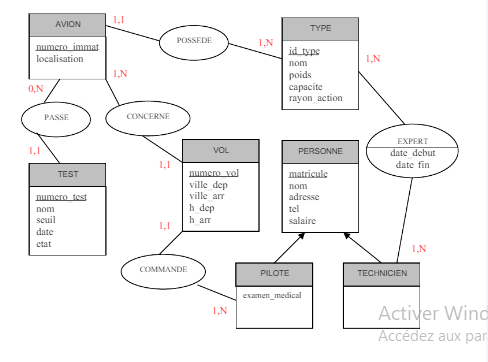 AVION
numero_immat
localisation
1,1
POSSEDE
1,N
TYPE
id_type
nom
poids
capacite
rayon_action
0,N
1,N
1,N
PASSE
CONCERNE
EXPERT
date_debut
date_fin
1,1
1,1
TEST
numero_test
nom
seuil
date
etat
VOL
numero_vol
ville_dep
ville_arr
h_dep
h_arr
PERSONNE
matricule
nom
adresse
tel
salaire
1,1
1,N
COMMANDE
1,N
PILOTE
examen_medical
TECHNICIEN
Activer Wind
Accédez aux par